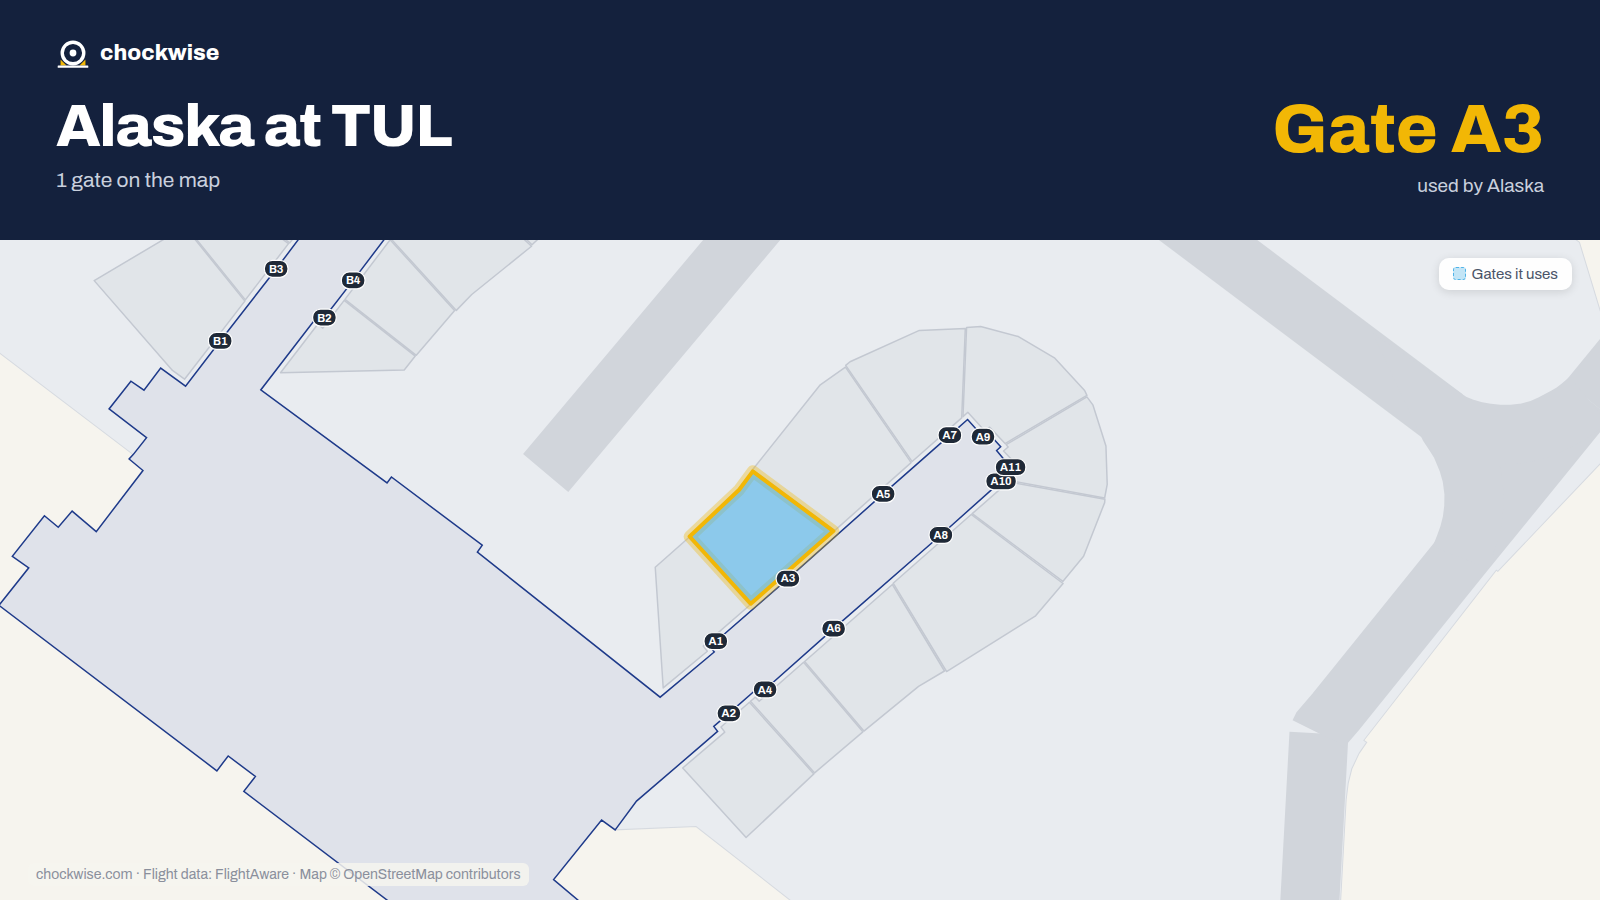 chockwise
Alaska at TUL
1 gate on the map
Gate A3
used by Alaska
Gates it uses
B3
B4
B2
B1
A7
A9
A11
A10
A5
A8
A3
A6
A1
A4
A2
chockwise.com · Flight data: FlightAware · Map © OpenStreetMap contributors